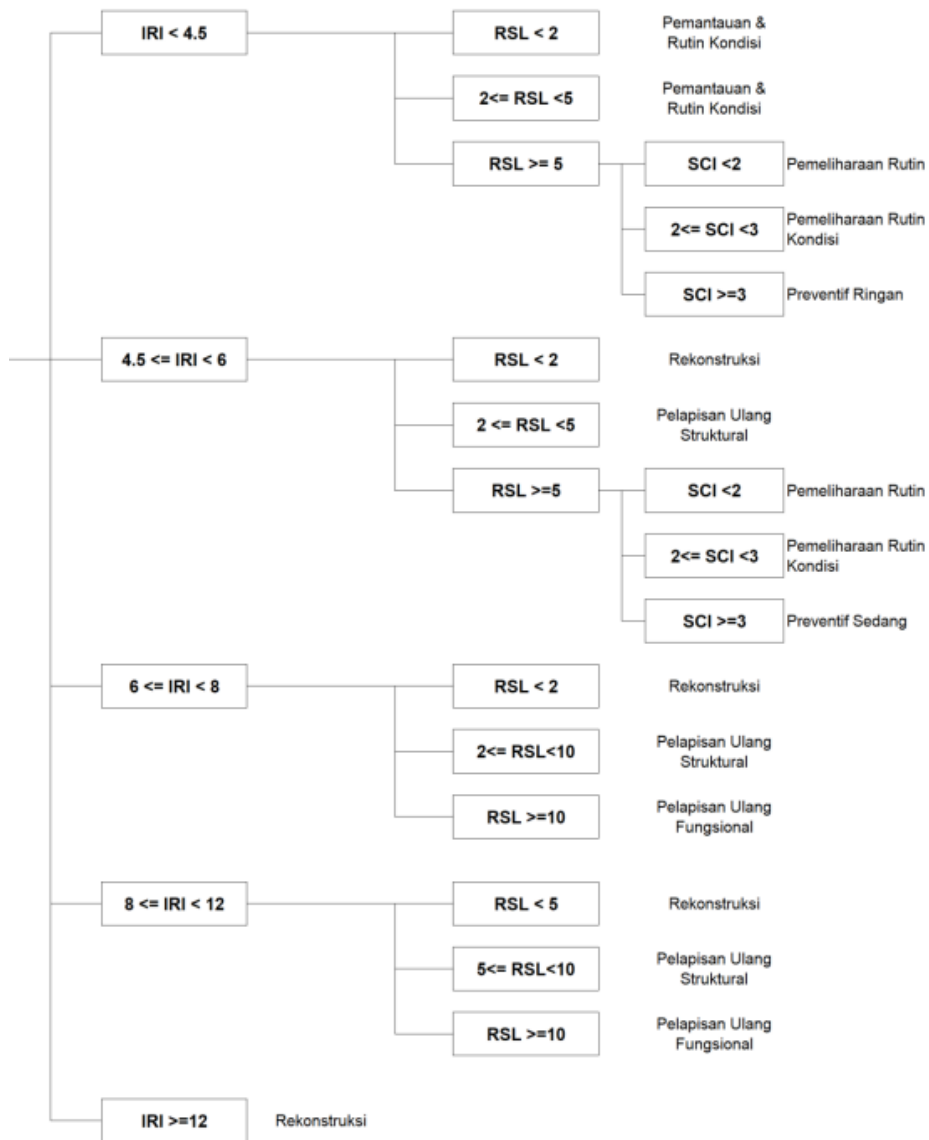 IRI < 4.5
RSL < 2
Pemantauan &
Rutin Kondisi
2<= RSL <5
Pemantauan &
Rutin Kondisi
RSL >= 5
SCI <2
Pemeliharaan Rutin
2<= SCI <3
Pemeliharaan Rutin
Kondisi
SCI >=3
Preventif Ringan
4.5 <= IRI < 6
RSL < 2
Rekonstruksi
2 <= RSL <5
Pelapisan Ulang
Struktural
RSL >=5
SCI <2
Pemeliharaan Rutin
2<= SCI <3
Pemeliharaan Rutin
Kondisi
SCI >=3
Preventif Sedang
6 <= IRI < 8
RSL < 2
Rekonstruksi
2<= RSL<10
Pelapisan Ulang
Struktural
RSL >=10
Pelapisan Ulang
Fungsional
8 <= IRI < 12
RSL < 5
Rekonstruksi
5<= RSL<10
Pelapisan Ulang
Struktural
RSL >=10
Pelapisan Ulang
Fungsional
IRI >=12
Rekonstruksi